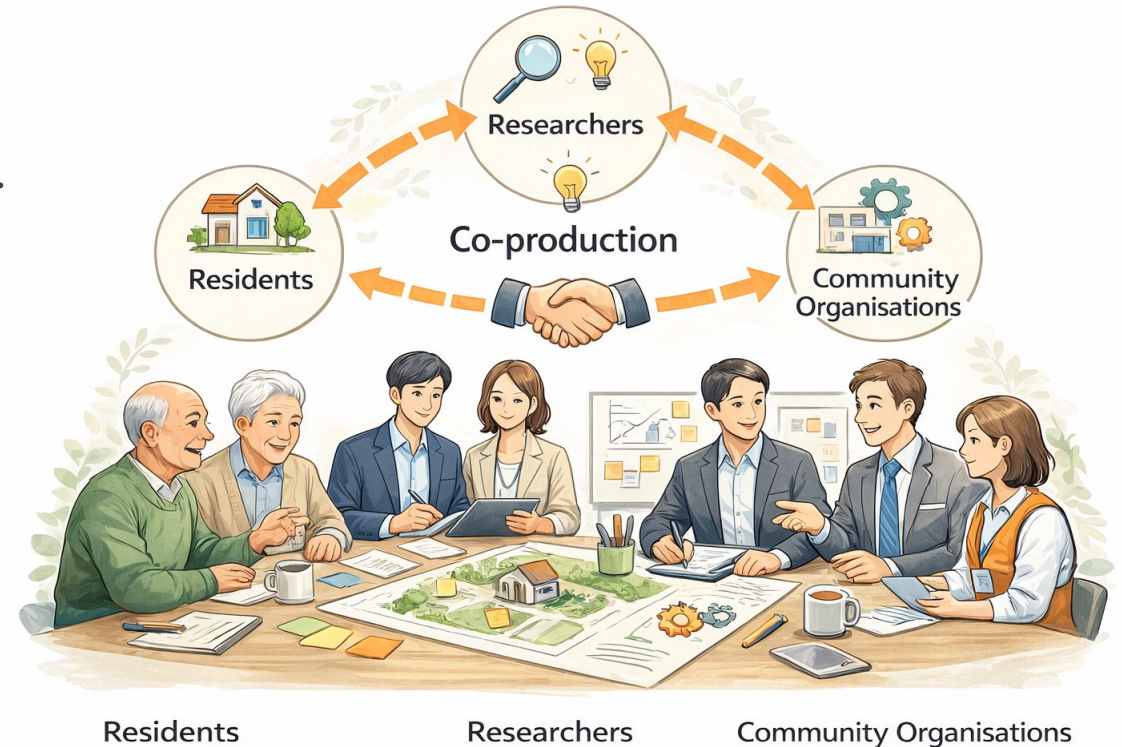 Researchers
Co-production
Residents
Community
Organisations
Residents
Researchers
Community Organisations